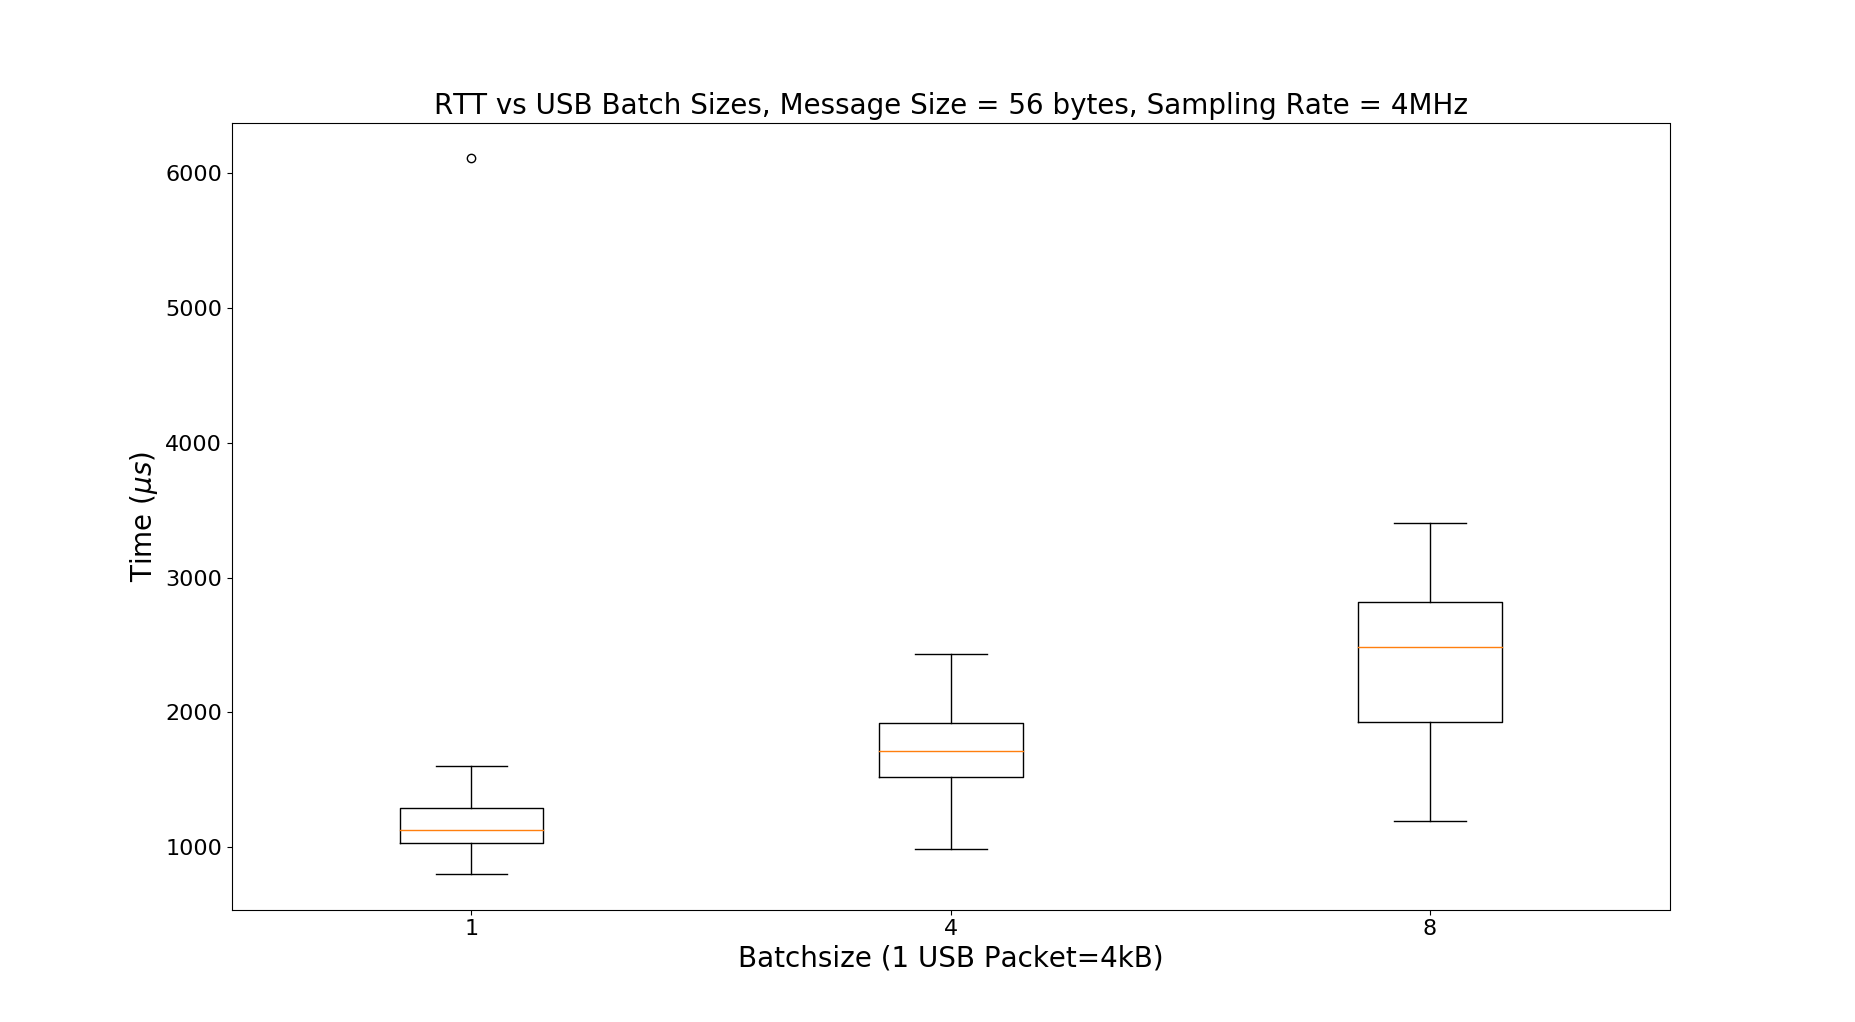 RTT vs USB Batch Sizes, Message Size = 56 bytes, Sampling Rate = 4MHz
6000
5000
4000
3000
2000
1000
Time (μs)
1 4 8
Batchsize (1 USB Packet=4kB)